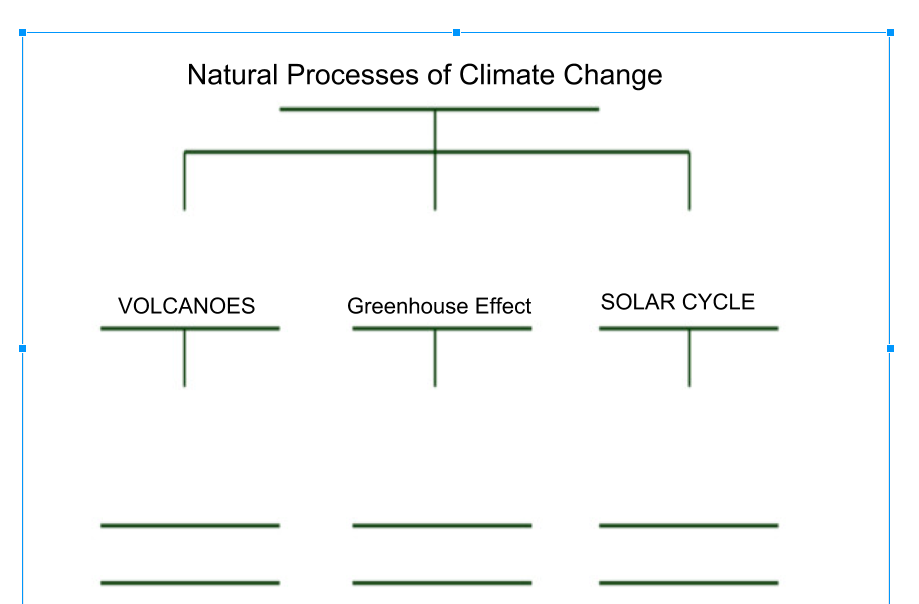 Natural Processes of Climate Change
VOLCANOES
Greenhouse Effect
SOLAR CYCLE